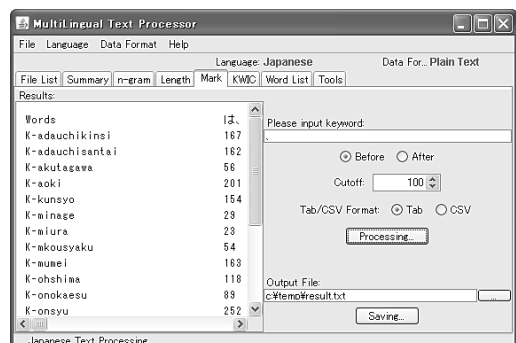 MultiLingual Text Processor
File Language Data Format Help
Language: Japanese Data For... Plain Text
File List Summary n-gram Length Mark KWIC Word List Tools
Results:
Words は、
K-adauchikinsi 167
K-adauchisantai 162
K-akutagawa 56
K-aoki 201
K-kunsyo 154
K-minage 29
K-miura 23
K-mkousyaku 54
K-mumei 163
K-ohshima 118
K-onokaesu 89
K-onsyu 252
Please input keyword:
、
Before After
Cutoff: 100
Tab/CSV Format: Tab CSV
Processing...
Output File:
c:¥temp¥result.txt ...
Saving...
Japanese Text Processing